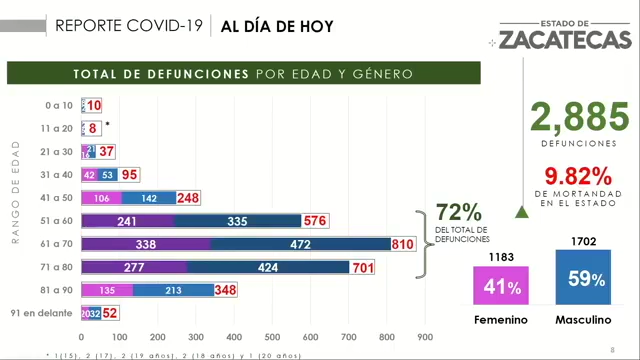 REPORTE COVID-19 AL DÍA DE HOY
ESTADO DE
ZACATECAS
TOTAL DE DEFUNCIONES POR EDAD Y GÉNERO
RANGO DE EDAD
0 a 10 10
11 a 20 8 *
21 a 30 16 21 37
31 a 40 42 53 95
41 a 50 106 142 248
51 a 60 241 335 576
61 a 70 338 472 810
71 a 80 277 424 701
81 a 90 135 213 348
91 en delante 20 32 52
0 100 200 300 400 500 600 700 800 900
72%
DEL TOTAL DE
DEFUNCIONES
2,885
DEFUNCIONES
9.82%
DE MORTANDAD
EN EL ESTADO
1183 1702
41% 59%
Femenino Masculino
* 1(15), 2 (17), 2 (19 años), 2 (18 años) y 1 (20 años)
8